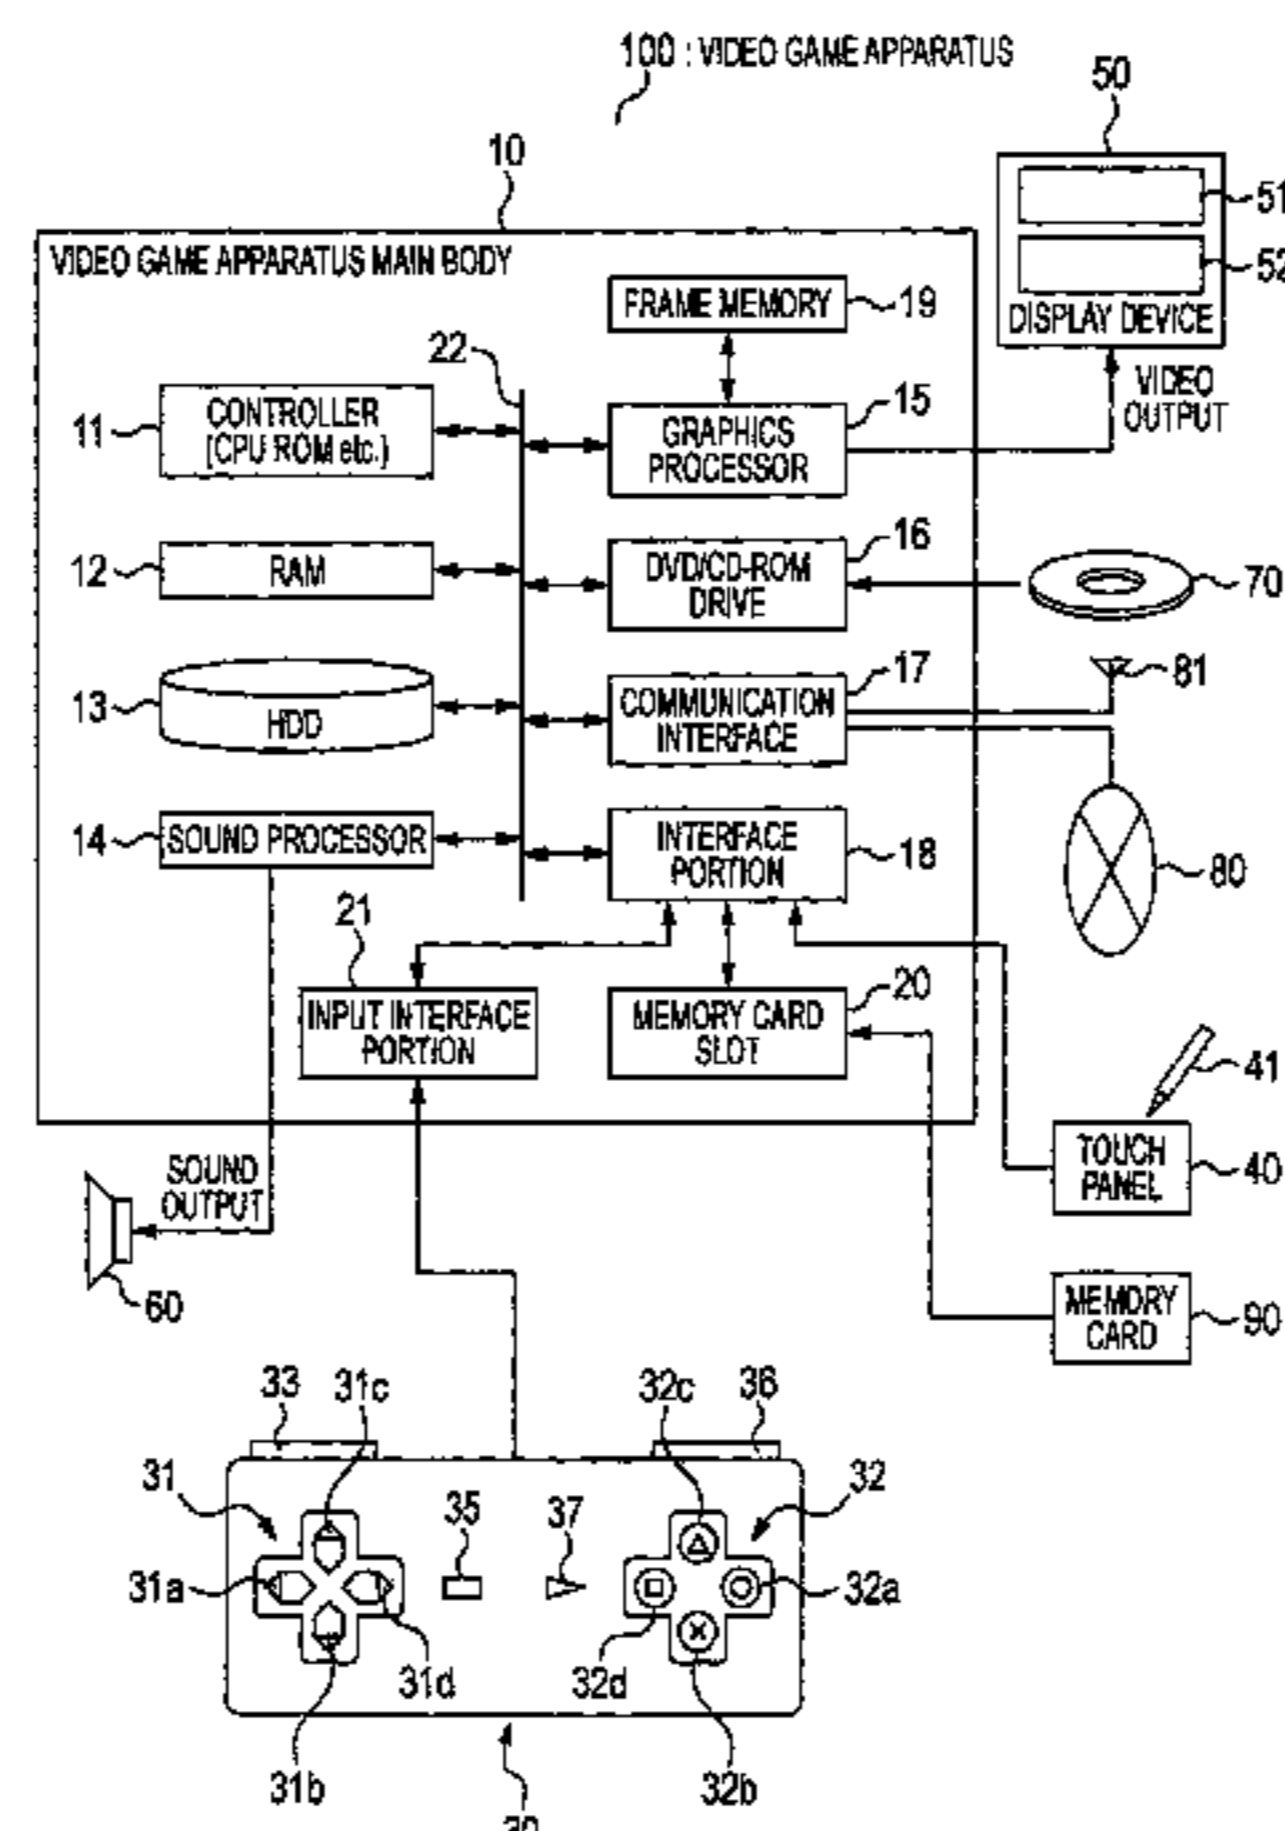 100 : VIDEO GAME APPARATUS
50
10
51
52
VIDEO GAME APPARATUS MAIN BODY
FRAME MEMORY
19
DISPLAY DEVICE
22
VIDEO
OUTPUT
11
CONTROLLER
(CPU ROM etc.)
GRAPHICS
PROCESSOR
15
12
RAM
DVD/CD-ROM
DRIVE
16
70
13
HDD
COMMUNICATION
INTERFACE
17
81
14
SOUND PROCESSOR
INTERFACE
PORTION
18
80
21
INPUT INTERFACE
PORTION
MEMORY CARD
SLOT
20
41
SOUND
OUTPUT
TOUCH
PANEL
40
60
MEMORY
CARD
90
33
31c
32c
36
31
35
37
32
31a
32a
31d
32d
31b
32b